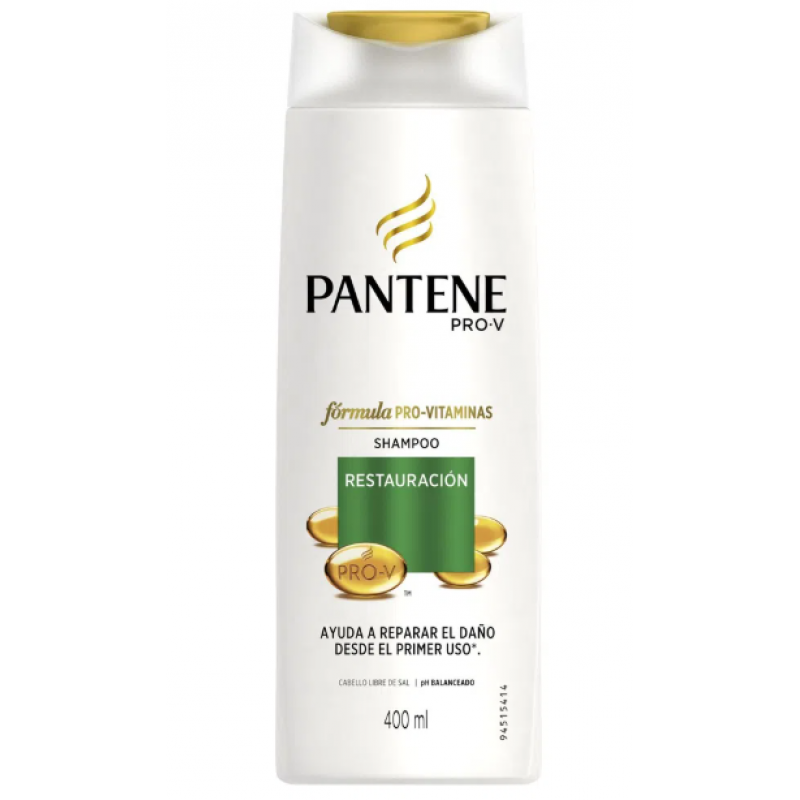 PANTENE
PRO·V
fórmula PRO-VITAMINAS
SHAMPOO
RESTAURACIÓN
PRO-V
TM
AYUDA A REPARAR EL DAÑO
DESDE EL PRIMER USO*.
CABELLO LIBRE DE SAL | pH BALANCEADO
400 ml
94515414